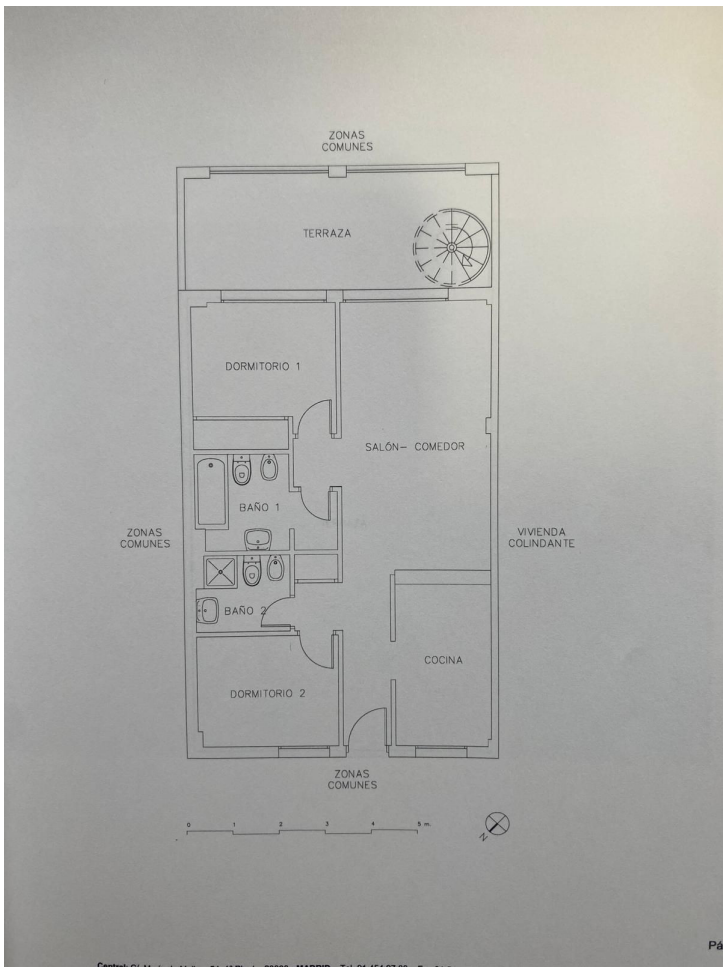 ZONAS
COMUNES
TERRAZA
DORMITORIO 1
SALÓN- COMEDOR
BAÑO 1
ZONAS
COMUNES
VIVIENDA
COLINDANTE
BAÑO 2
COCINA
DORMITORIO 2
ZONAS
COMUNES
0 1 2 3 4 5 m.
N
Pá